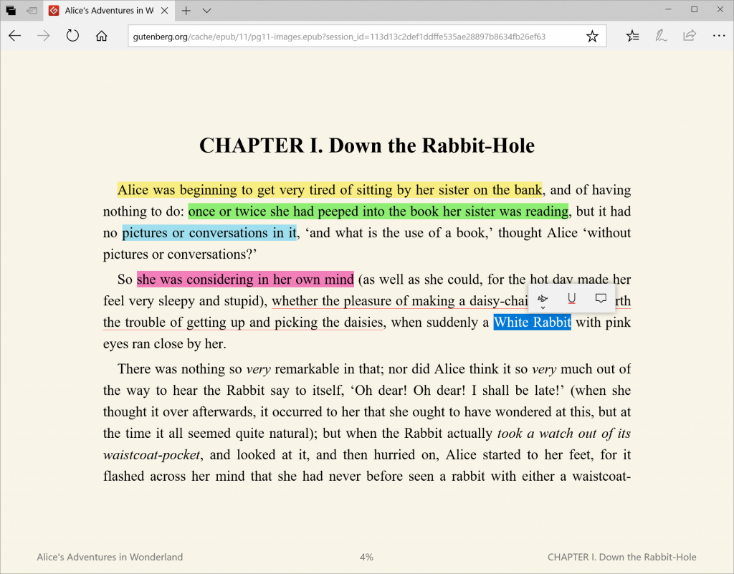 Alice's Adventures in W
gutenberg.org/cache/epub/11/pg11-images.epub?session_id=113d13c2def1ddffe535ae28897b8634fb26ef63
CHAPTER I. Down the Rabbit-Hole
Alice was beginning to get very tired of sitting by her sister on the bank, and of having
nothing to do: once or twice she had peeped into the book her sister was reading, but it had
no pictures or conversations in it, ‘and what is the use of a book,’ thought Alice ‘without
pictures or conversations?’
So she was considering in her own mind (as well as she could, for the hot day made her
feel very sleepy and stupid), whether the pleasure of making a daisy-chai rth
the trouble of getting up and picking the daisies, when suddenly a White Rabbit with pink
eyes ran close by her.
There was nothing so very remarkable in that; nor did Alice think it so very much out of
the way to hear the Rabbit say to itself, ‘Oh dear! Oh dear! I shall be late!’ (when she
thought it over afterwards, it occurred to her that she ought to have wondered at this, but at
the time it all seemed quite natural); but when the Rabbit actually took a watch out of its
waistcoat-pocket, and looked at it, and then hurried on, Alice started to her feet, for it
flashed across her mind that she had never before seen a rabbit with either a waistcoat-
Alice's Adventures in Wonderland
4%
CHAPTER I. Down the Rabbit-Hole